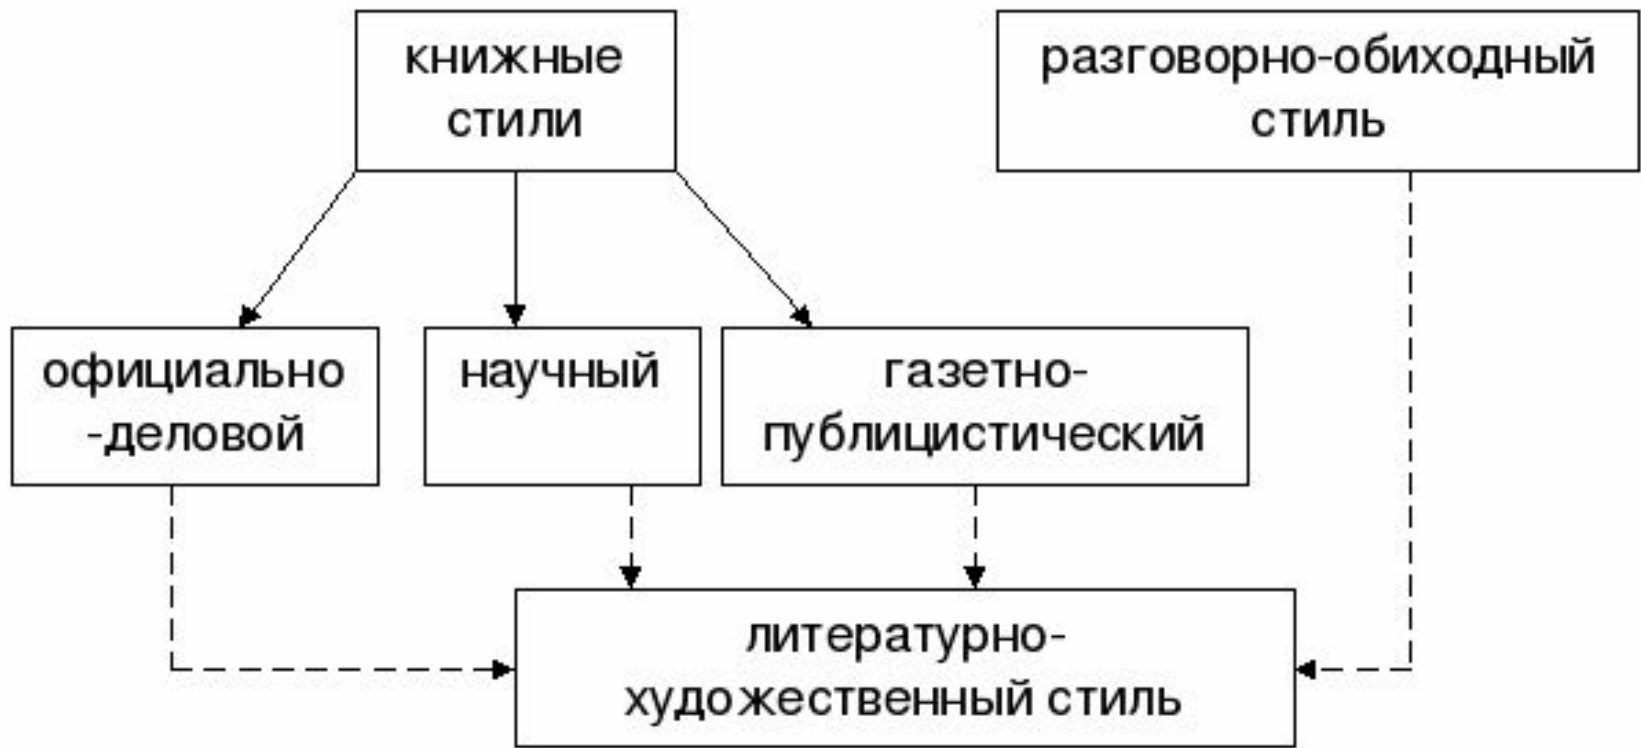 книжные
стили
разговорно-обиходный
стиль
официально
-деловой
научный
газетно-
публицистический
литературно-
художественный стиль